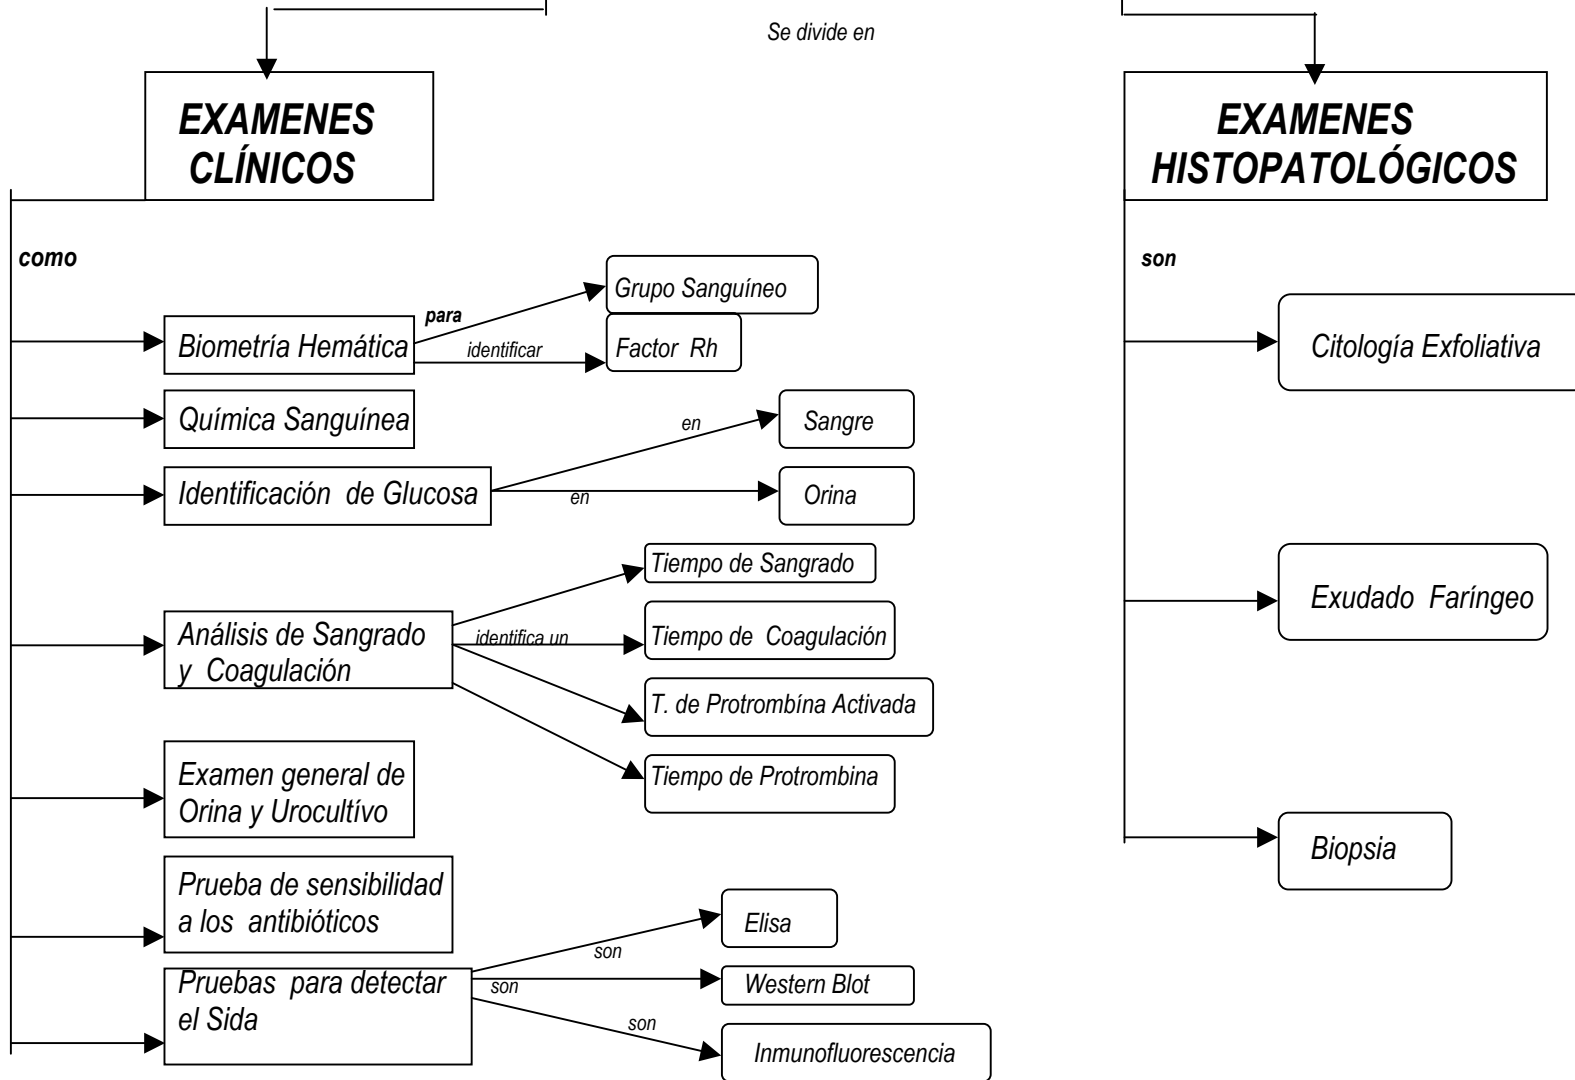 Se divide en
EXAMENES
CLÍNICOS
como
Biometría Hemática
para
identificar
Grupo Sanguíneo
Factor Rh
Química Sanguínea
Identificación de Glucosa
en
en
Sangre
Orina
Análisis de Sangrado
y Coagulación
identifica un
Tiempo de Sangrado
Tiempo de Coagulación
T. de Protrombína Activada
Tiempo de Protrombina
Examen general de
Orina y Urocultívo
Prueba de sensibilidad
a los antibióticos
Pruebas para detectar
el Sida
son
son
son
Elisa
Western Blot
Inmunofluorescencia
EXAMENES
HISTOPATOLÓGICOS
son
Citología Exfoliativa
Exudado Faríngeo
Biopsia